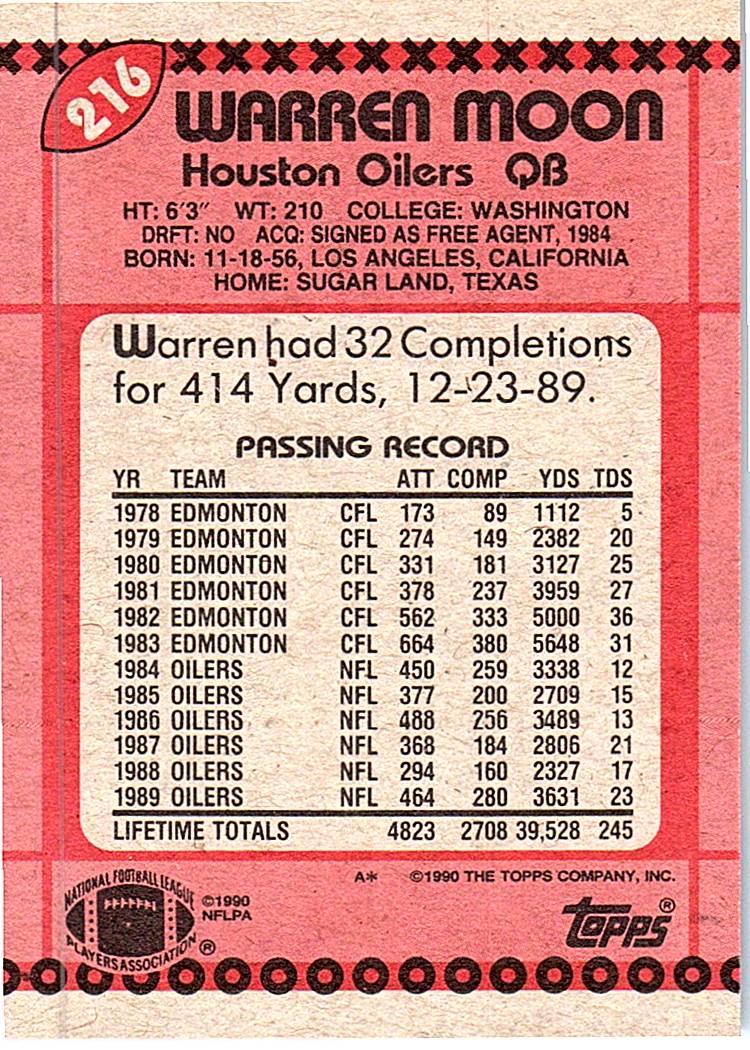 216
WARREN MOON
Houston Oilers QB
HT: 6'3" WT: 210 COLLEGE: WASHINGTON
DRFT: NO ACQ: SIGNED AS FREE AGENT, 1984
BORN: 11-18-56, LOS ANGELES, CALIFORNIA
HOME: SUGAR LAND, TEXAS
Warren had 32 Completions
for 414 Yards, 12-23-89.
PASSING RECORD
YR TEAM ATT COMP YDS TDS
1978 EDMONTON CFL 173 89 1112 5
1979 EDMONTON CFL 274 149 2382 20
1980 EDMONTON CFL 331 181 3127 25
1981 EDMONTON CFL 378 237 3959 27
1982 EDMONTON CFL 562 333 5000 36
1983 EDMONTON CFL 664 380 5648 31
1984 OILERS NFL 450 259 3338 12
1985 OILERS NFL 377 200 2709 15
1986 OILERS NFL 488 256 3489 13
1987 OILERS NFL 368 184 2806 21
1988 OILERS NFL 294 160 2327 17
1989 OILERS NFL 464 280 3631 23
LIFETIME TOTALS 4823 2708 39,528 245
A* ©1990 THE TOPPS COMPANY, INC.
NATIONAL FOOTBALL LEAGUE
PLAYERS ASSOCIATION ®
©1990
NFLPA
topps®